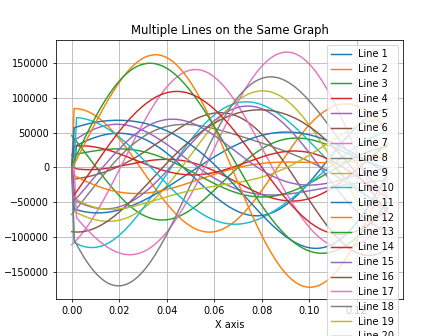 Multiple Lines on the Same Graph
150000
100000
50000
0
−50000
−100000
−150000
0.00
0.02
0.04
0.06
0.08
0.10
X axis
Line 1
Line 2
Line 3
Line 4
Line 5
Line 6
Line 7
Line 8
Line 9
Line 10
Line 11
Line 12
Line 13
Line 14
Line 15
Line 16
Line 17
Line 18
Line 19
Line 20